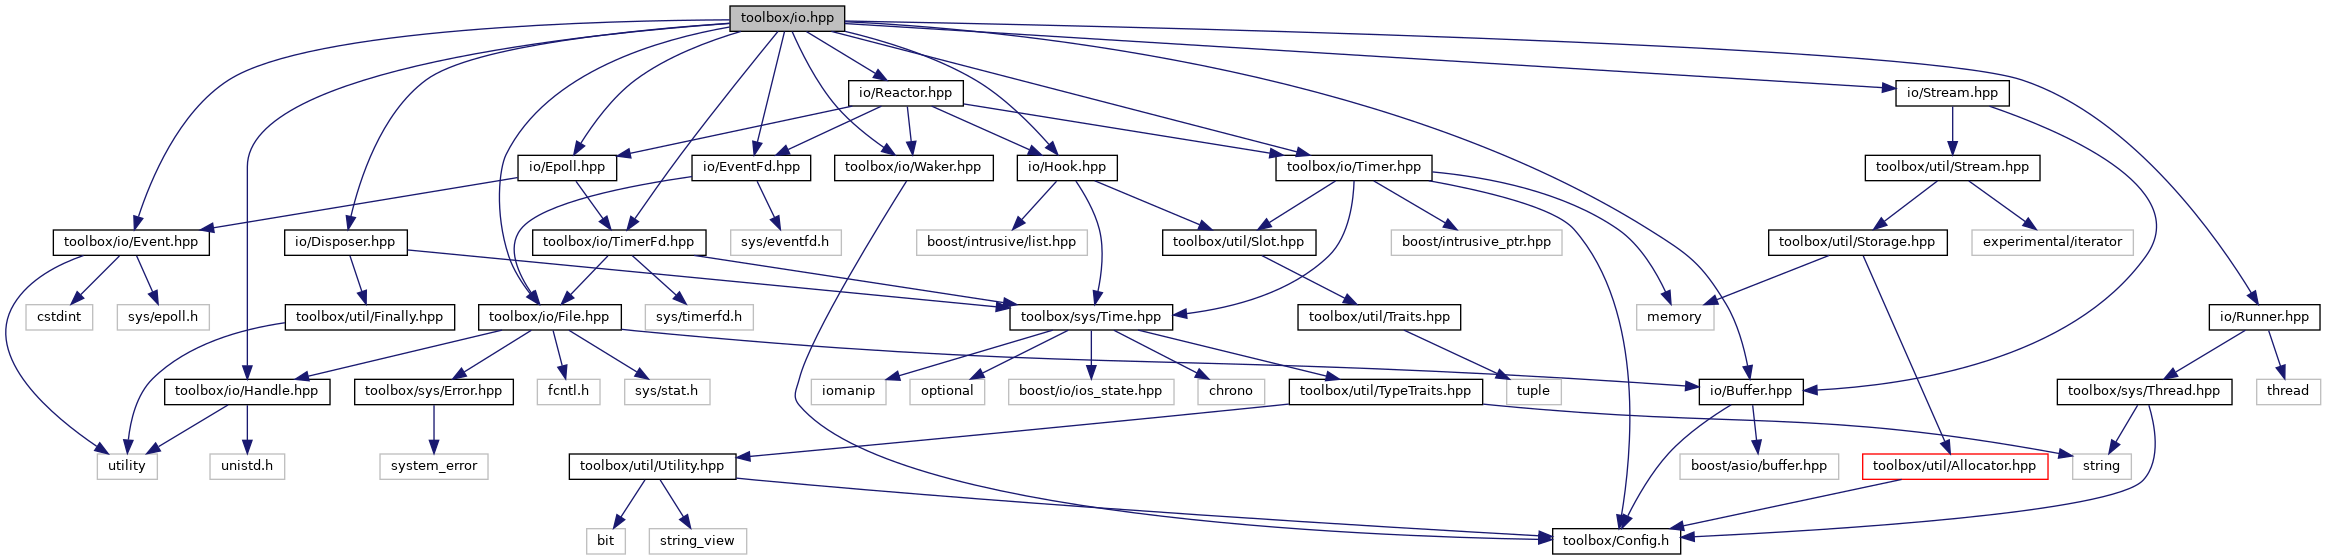 toolbox/io.hpp
io/Reactor.hpp
io/Stream.hpp
io/Epoll.hpp
io/EventFd.hpp
toolbox/io/Waker.hpp
io/Hook.hpp
toolbox/io/Timer.hpp
toolbox/util/Stream.hpp
toolbox/io/Event.hpp
io/Disposer.hpp
toolbox/io/TimerFd.hpp
sys/eventfd.h
boost/intrusive/list.hpp
toolbox/util/Slot.hpp
boost/intrusive_ptr.hpp
toolbox/util/Storage.hpp
experimental/iterator
cstdint
sys/epoll.h
toolbox/util/Finally.hpp
toolbox/io/File.hpp
sys/timerfd.h
toolbox/sys/Time.hpp
toolbox/util/Traits.hpp
memory
io/Runner.hpp
toolbox/io/Handle.hpp
toolbox/sys/Error.hpp
fcntl.h
sys/stat.h
iomanip
optional
boost/io/ios_state.hpp
chrono
toolbox/util/TypeTraits.hpp
tuple
io/Buffer.hpp
toolbox/sys/Thread.hpp
thread
utility
unistd.h
system_error
toolbox/util/Utility.hpp
boost/asio/buffer.hpp
toolbox/util/Allocator.hpp
string
bit
string_view
toolbox/Config.h